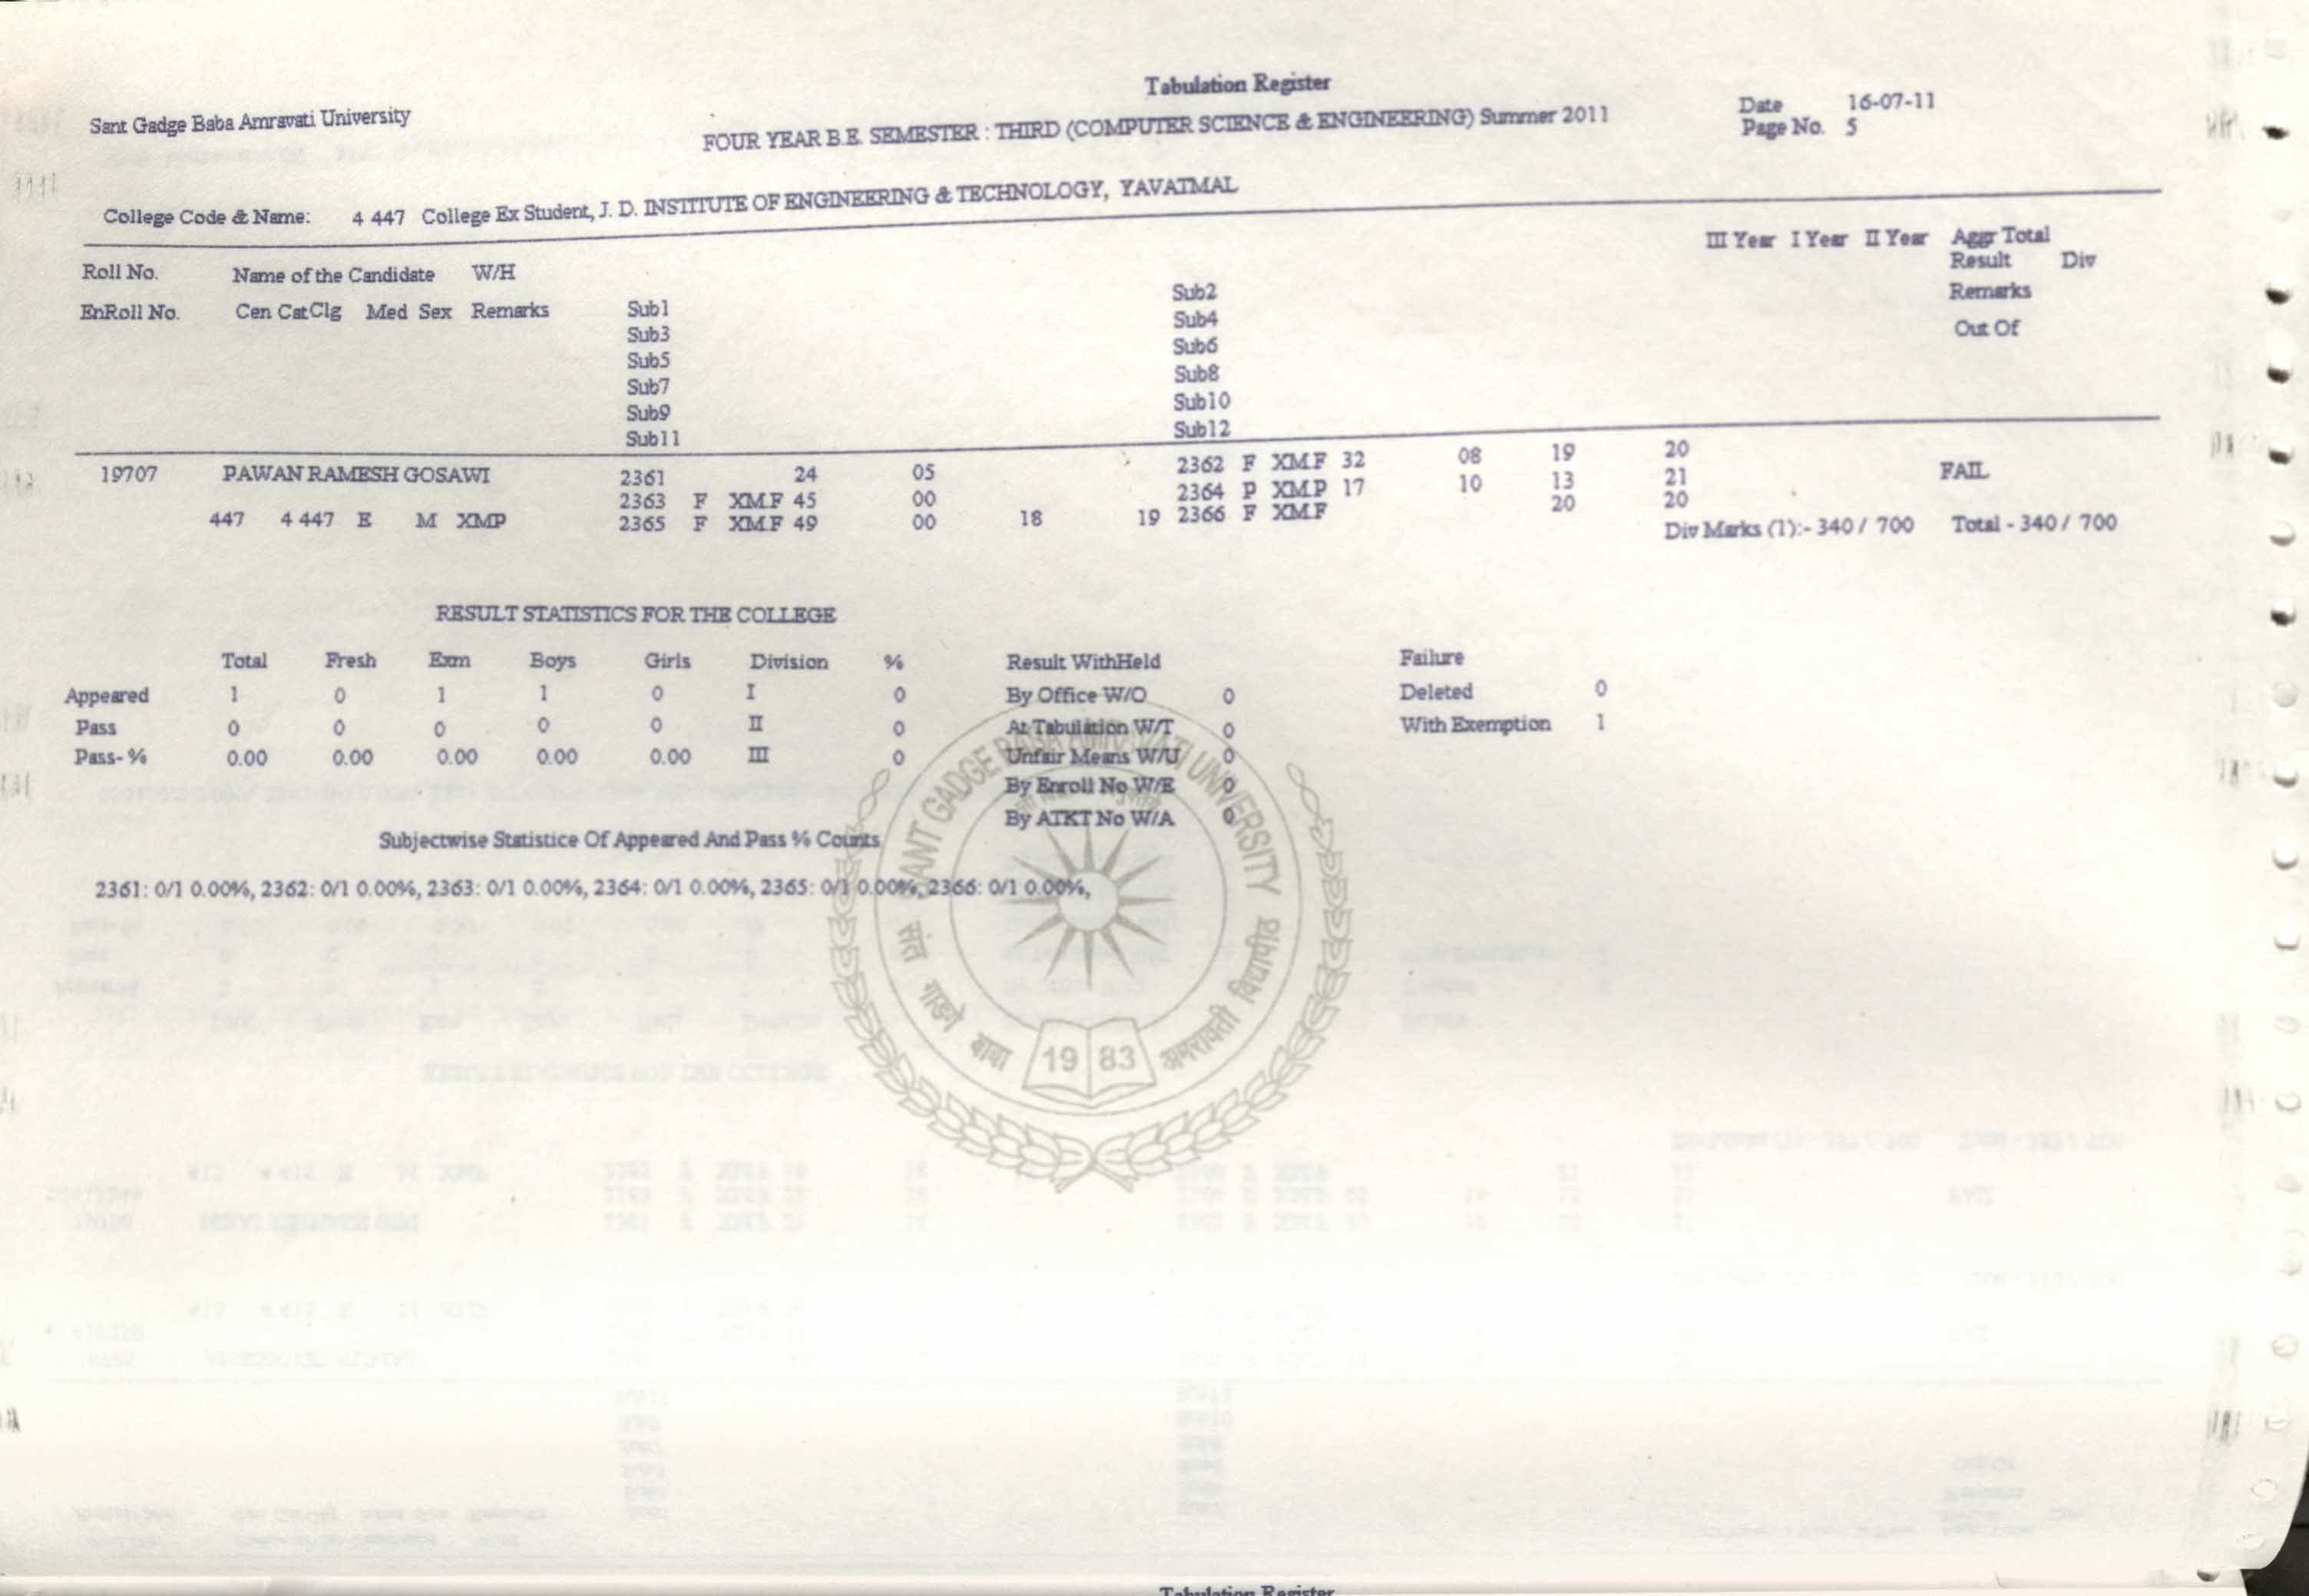 Tabulation Register
Sant Gadge Baba Amravati University
FOUR YEAR B.E. SEMESTER : THIRD (COMPUTER SCIENCE & ENGINEERING) Summer 2011
Date 16-07-11
Page No. 5
College Code & Name: 4 447 College Ex Student, J. D. INSTITUTE OF ENGINEERING & TECHNOLOGY, YAVATMAL
III Year I Year II Year Aggr Total
Roll No. Name of the Candidate W/H Result Div
EnRoll No. Cen Cat Clg Med Sex Remarks Sub1 Sub2 Remarks
Sub3 Sub4 Out Of
Sub5 Sub6
Sub7 Sub8
Sub9 Sub10
Sub11 Sub12
19707 PAWAN RAMESH GOSAWI 2361 24 05 2362 F XM.F 32 08 19 20 FAIL
2363 F XM.F 45 00 2364 P XM.P 17 10 13 21
447 4 447 E M XMP 2365 F XM.F 49 00 18 19 2366 F XM.F 20 20
Div Marks (1):- 340 / 700 Total - 340 / 700
RESULT STATISTICS FOR THE COLLEGE
Total Fresh Exm Boys Girls Division % Result WithHeld Failure
Appeared 1 0 1 1 0 I 0 By Office W/O 0 Deleted 0
Pass 0 0 0 0 0 II 0 At Tabulation W/T 0 With Exemption 1
Pass- % 0.00 0.00 0.00 0.00 0.00 III 0 Unfair Means W/U 0
By Enroll No W/E 0
By ATKT No W/A 0
Subjectwise Statistice Of Appeared And Pass % Counts
2361: 0/1 0.00%, 2362: 0/1 0.00%, 2363: 0/1 0.00%, 2364: 0/1 0.00%, 2365: 0/1 0.00%, 2366: 0/1 0.00%,
SANT GADGE BABA AMRAVATI UNIVERSITY
संत गाडगे बाबा अमरावती विद्यापीठ
19 83
Tabulation Register